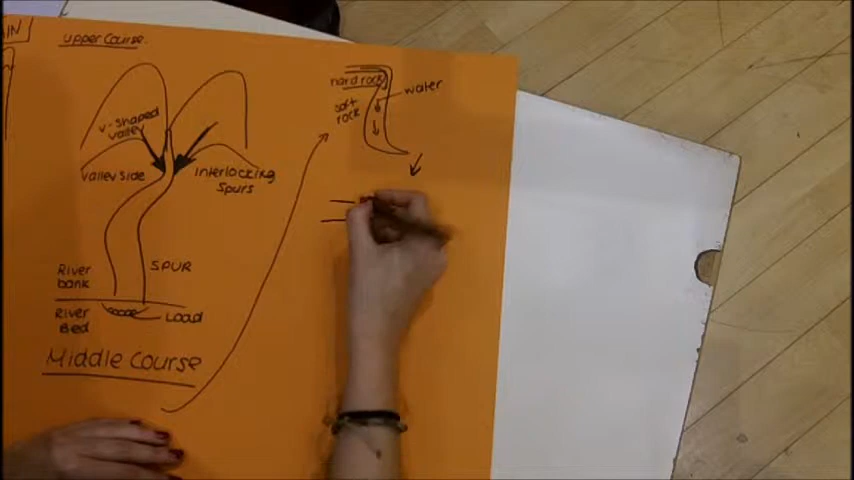 AIN
Upper Course.
V-Shaped
valley
valley side
Interlocking
Spurs
River
bank
SPUR
River
Bed
Load
Middle Course
hard rock
soft
rock
water